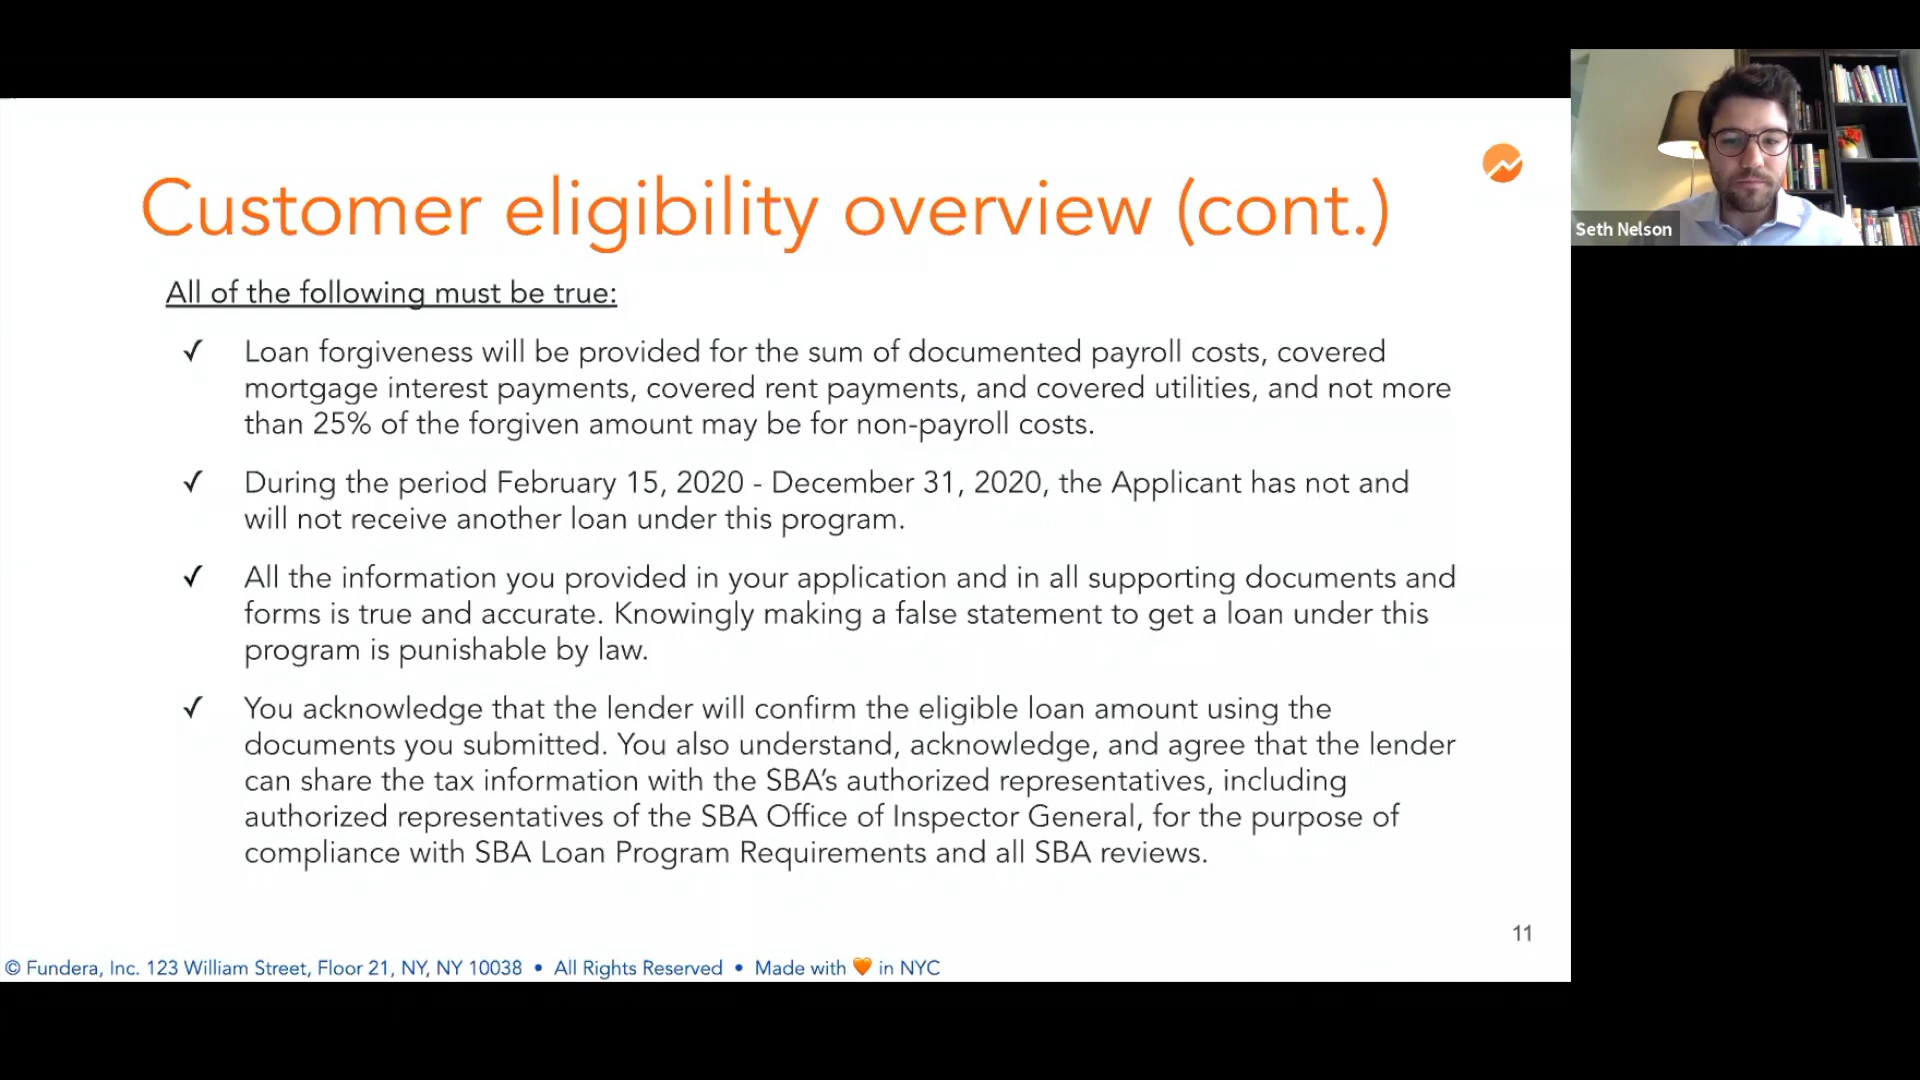 Customer eligibility overview (cont.)
Seth Nelson
All of the following must be true:
✓ Loan forgiveness will be provided for the sum of documented payroll costs, covered
mortgage interest payments, covered rent payments, and covered utilities, and not more
than 25% of the forgiven amount may be for non-payroll costs.
✓ During the period February 15, 2020 - December 31, 2020, the Applicant has not and
will not receive another loan under this program.
✓ All the information you provided in your application and in all supporting documents and
forms is true and accurate. Knowingly making a false statement to get a loan under this
program is punishable by law.
✓ You acknowledge that the lender will confirm the eligible loan amount using the
documents you submitted. You also understand, acknowledge, and agree that the lender
can share the tax information with the SBA's authorized representatives, including
authorized representatives of the SBA Office of Inspector General, for the purpose of
compliance with SBA Loan Program Requirements and all SBA reviews.
11
© Fundera, Inc. 123 William Street, Floor 21, NY, NY 10038 • All Rights Reserved • Made with 🧡 in NYC